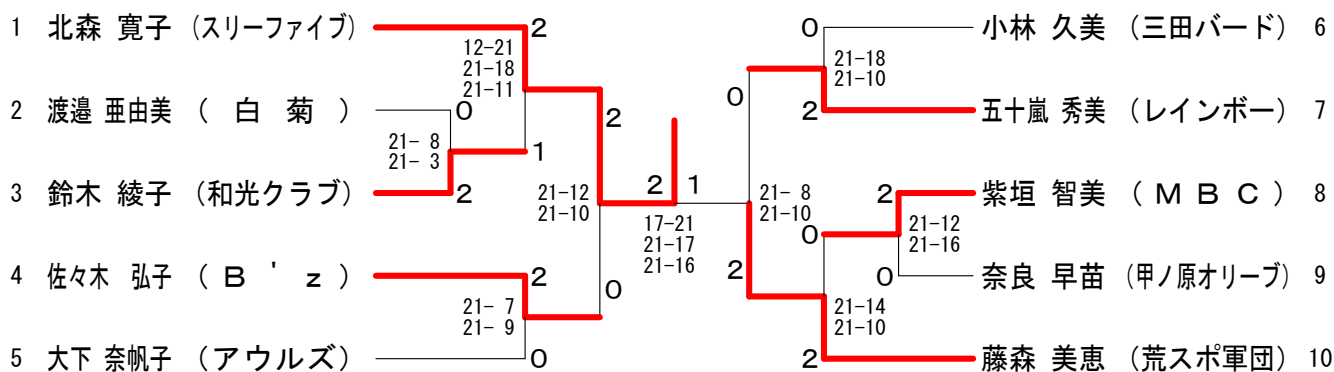 1 北森 寛子 (スリーファイブ) 2
12-21
21-18
21-11
2 渡邉 亜由美 ( 白 菊 ) 0
21- 8
21- 3
1
3 鈴木 綾子 (和光クラブ) 2
2
21-12
21-10
4 佐々木 弘子 ( B ' z ) 2
21- 7
21- 9
0
5 大下 奈帆子 (アウルズ) 0
2 1
17-21
21-17
21-16
0 小林 久美 (三田バード) 6
21-18
21-10
0
2 五十嵐 秀美 (レインボー) 7
21- 8
21-10
2 紫垣 智美 ( M B C ) 8
21-12
21-16
0
0 奈良 早苗 (甲ノ原オリーブ) 9
2
21-14
21-10
2 藤森 美恵 (荒スポ軍団) 10